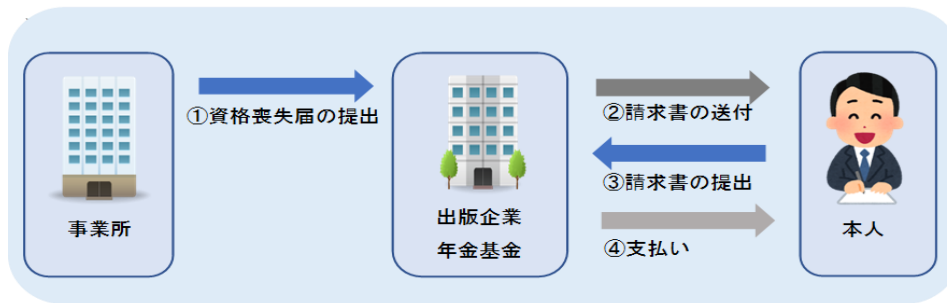 ①資格喪失届の提出
②請求書の送付
③請求書の提出
④支払い
事業所
出版企業
年金基金
本人